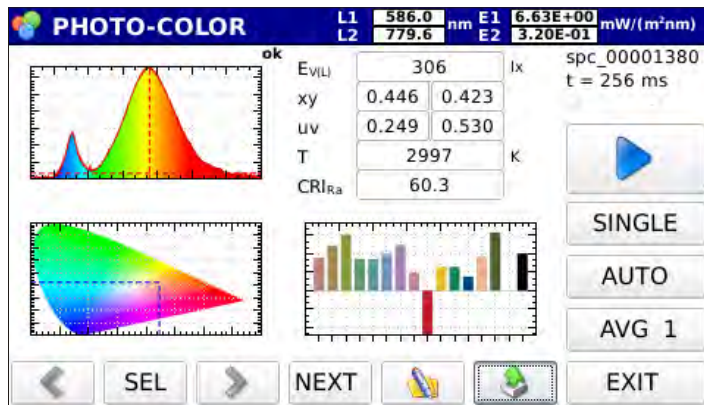 PHOTO-COLOR
L1 586.0 nm E1 6.63E+00 mW/(m²nm)
L2 779.6 E2 3.20E-01
ok
EV(L) 306 lx
xy 0.446 0.423
uv 0.249 0.530
T 2997 K
CRIRa 60.3
spc_00001380
t = 256 ms
SINGLE
AUTO
AVG 1
SEL NEXT EXIT